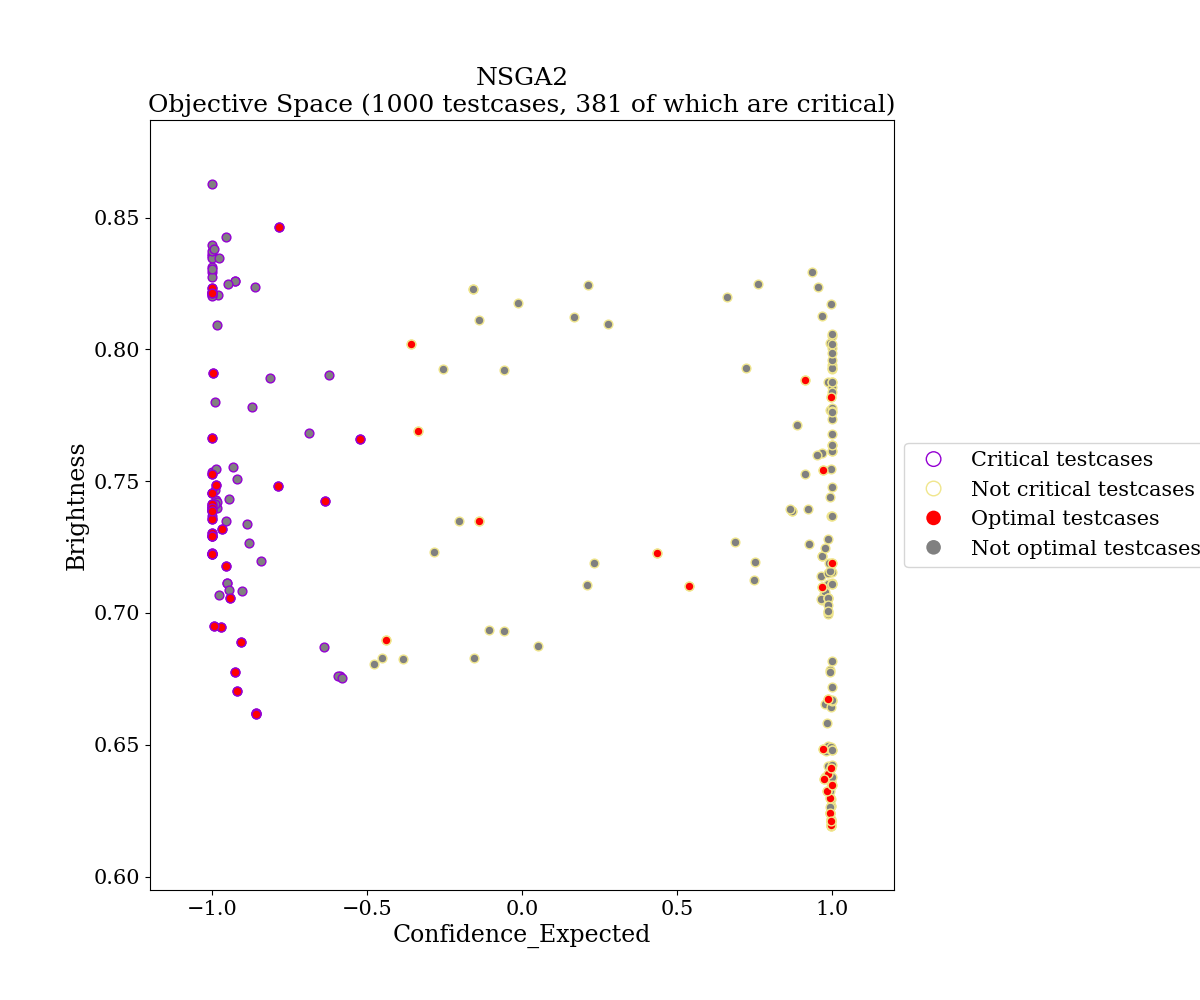 NSGA2
Objective Space (1000 testcases, 381 of which are critical)
0.85
0.80
0.75
0.70
0.65
0.60
Brightness
−1.0
−0.5
0.0
0.5
1.0
Confidence_Expected
Critical testcases
Not critical testcases
Optimal testcases
Not optimal testcases